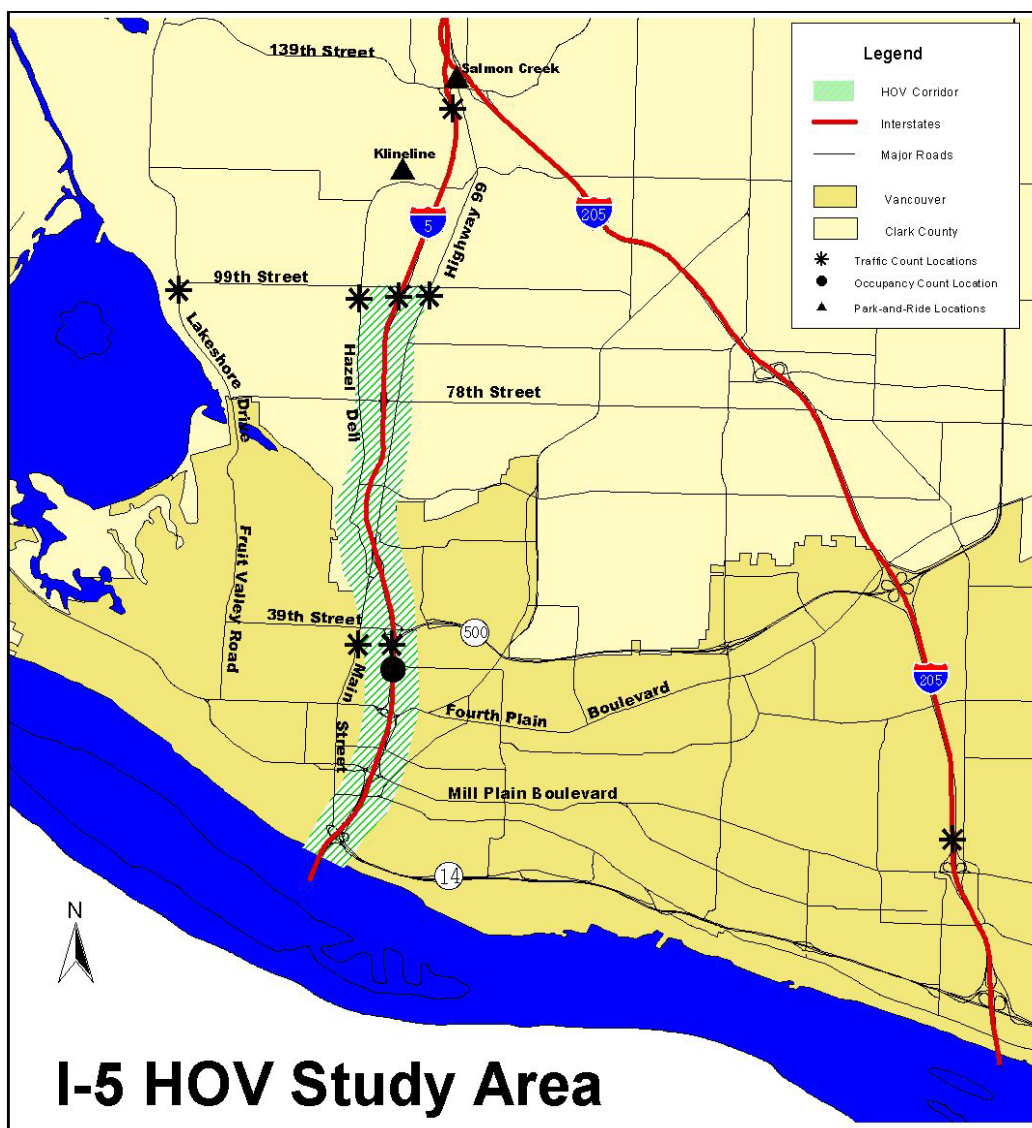 139th Street
Salmon Creek
Klineline
5
Highway 99
205
99th Street
Lakeshore Drive
Hazel Dell
78th Street
Fruit Valley Road
39th Street
500
Main Street
Fourth Plain Boulevard
205
Mill Plain Boulevard
14
N
I-5 HOV Study Area
Legend
HOV Corridor
Interstates
Major Roads
Vancouver
Clark County
Traffic Count Locations
Occupancy Count Location
Park-and-Ride Locations